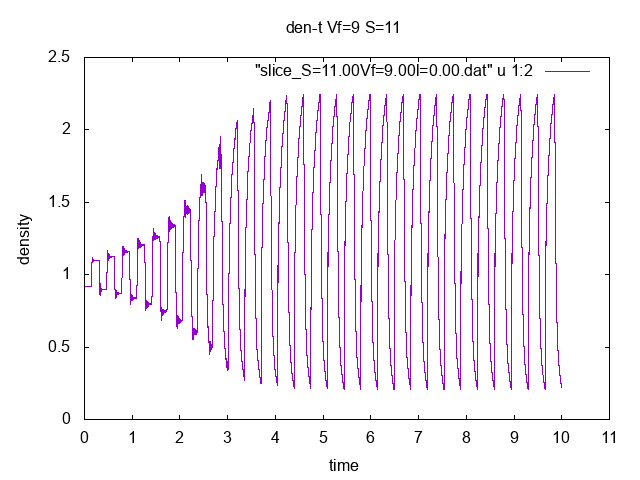 den-t Vf=9 S=11
"slice_S=11.00Vf=9.00I=0.00.dat" u 1:2
2.5
2
1.5
1
0.5
0
density
0 1 2 3 4 5 6 7 8 9 10 11
time